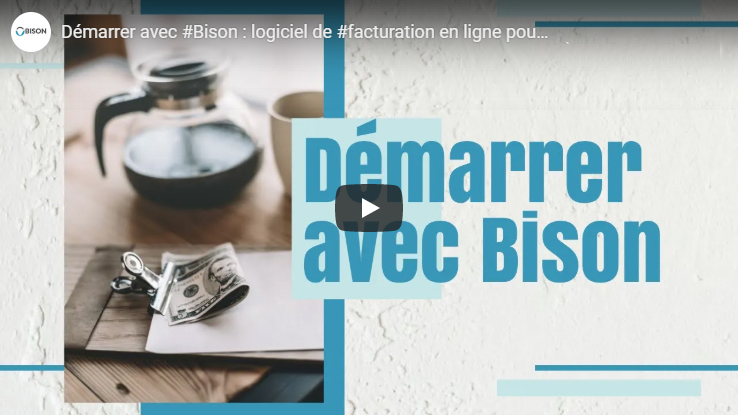 BISON
Démarrer avec #Bison : logiciel de #facturation en ligne pou...
Démarrer
avec Bison